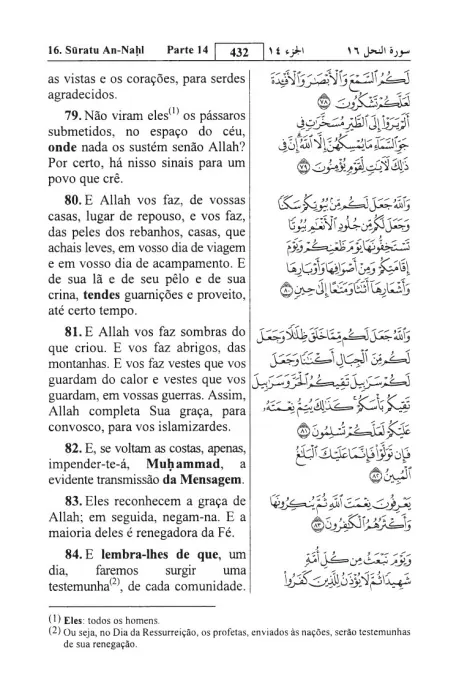 16. Sūratu An-Naḥl Parte 14 432 الجزء ١٤ سورة النحل ١٦
as vistas e os corações, para serdes
agradecidos.
79. Não viram eles(1) os pássaros
submetidos, no espaço do céu,
onde nada os sustém senão Allah?
Por certo, há nisso sinais para um
povo que crê.
80. E Allah vos faz, de vossas
casas, lugar de repouso, e vos faz,
das peles dos rebanhos, casas, que
achais leves, em vosso dia de viagem
e em vosso dia de acampamento. E
de sua lã e de seu pêlo e de sua
crina, tendes guarnições e proveito,
até certo tempo.
81. E Allah vos faz sombras do
que criou. E vos faz abrigos, das
montanhas. E vos faz vestes que vos
guardam do calor e vestes que vos
guardam, em vossas guerras. Assim,
Allah completa Sua graça, para
convosco, para vos islamizardes.
82. E, se voltam as costas, apenas,
impender-te-á, Muḥammad, a
evidente transmissão da Mensagem.
83. Eles reconhecem a graça de
Allah; em seguida, negam-na. E a
maioria deles é renegadora da Fé.
84. E lembra-lhes de que, um
dia, faremos surgir uma
testemunha(2), de cada comunidade.
لَكُمُ ٱلسَّمْعَ وَٱلْأَبْصَٰرَ وَٱلْأَفْـِٔدَةَ
لَعَلَّكُمْ تَشْكُرُونَ ٧٨
أَلَمْ يَرَوْا۟ إِلَى ٱلطَّيْرِ مُسَخَّرَٰتٍ فِى
جَوِّ ٱلسَّمَآءِ مَا يُمْسِكُهُنَّ إِلَّا ٱللَّهُ إِنَّ فِى
ذَٰلِكَ لَءَايَٰتٍ لِّقَوْمٍ يُؤْمِنُونَ ٧٩
وَٱللَّهُ جَعَلَ لَكُم مِّنۢ بُيُوتِكُمْ سَكَنًا
وَجَعَلَ لَكُم مِّن جُلُودِ ٱلْأَنْعَٰمِ بُيُوتًا
تَسْتَخِفُّونَهَا يَوْمَ ظَعْنِكُمْ وَيَوْمَ
إِقَامَتِكُمْ وَمِنْ أَصْوَافِهَا وَأَوْبَارِهَا
وَأَشْعَارِهَآ أَثَٰثًا وَمَتَٰعًا إِلَىٰ حِينٍ ٨٠
وَٱللَّهُ جَعَلَ لَكُم مِّمَّا خَلَقَ ظِلَٰلًا وَجَعَلَ
لَكُم مِّنَ ٱلْجِبَالِ أَكْنَٰنًا وَجَعَلَ
لَكُمْ سَرَٰبِيلَ تَقِيكُمُ ٱلْحَرَّ وَسَرَٰبِيلَ
تَقِيكُم بَأْسَكُمْ كَذَٰلِكَ يُتِمُّ نِعْمَتَهُۥ
عَلَيْكُمْ لَعَلَّكُمْ تُسْلِمُونَ ٨١
فَإِن تَوَلَّوْا۟ فَإِنَّمَا عَلَيْكَ ٱلْبَلَٰغُ
ٱلْمُبِينُ ٨٢
يَعْرِفُونَ نِعْمَتَ ٱللَّهِ ثُمَّ يُنكِرُونَهَا
وَأَكْثَرُهُمُ ٱلْكَٰفِرُونَ ٨٣
وَيَوْمَ نَبْعَثُ مِن كُلِّ أُمَّةٍ
شَهِيدًا ثُمَّ لَا يُؤْذَنُ لِلَّذِينَ كَفَرُوا۟
(1) Eles: todos os homens.
(2) Ou seja, no Dia da Ressurreição, os profetas, enviados às nações, serão testemunhas
de sua renegação.